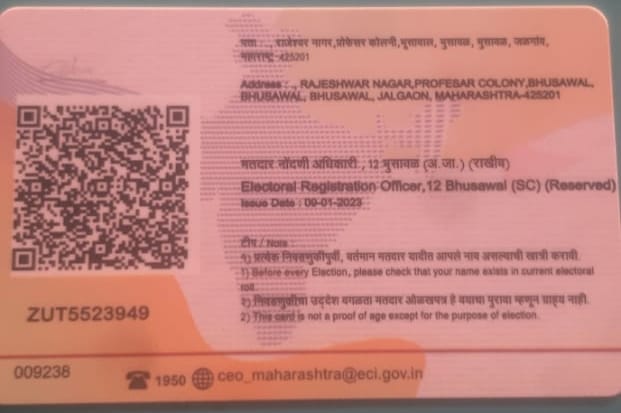 पत्ता : ., राजेश्वर नगर,प्रोफेसर कोलनी,भुसावाल, भुसावळ, भुसावळ, जळगांव,
महाराष्ट्र-425201
Address : ., RAJESHWAR NAGAR,PROFEBAR COLONY,BHUSAWAL,
BHUSAWAL, BHUSAWAL, JALGAON, MAHARASHTRA-425201
मतदार नोंदणी अधिकारी , 12 भुसावळ (अ.जा.) (राखीव)
Electoral Registration Officer,12 Bhusawal (SC) (Reserved)
Issue Date : 09-01-2023
टीप / Note :
१) प्रत्येक निवडणुकीपुर्वी, वर्तमान मतदार यादीत आपले नाव असल्याची खात्री करावी.
1) Before every Election, please check that your name exists in current electoral
roll.
२) निवडणुकीचा उद्देश वगळता मतदार ओळखपत्र हे वयाचा पुरावा म्हणून ग्राह्य नाही.
2) This card is not a proof of age except for the purpose of election.
ZUT5523949
009238
1950 ceo_maharashtra@eci.gov.in